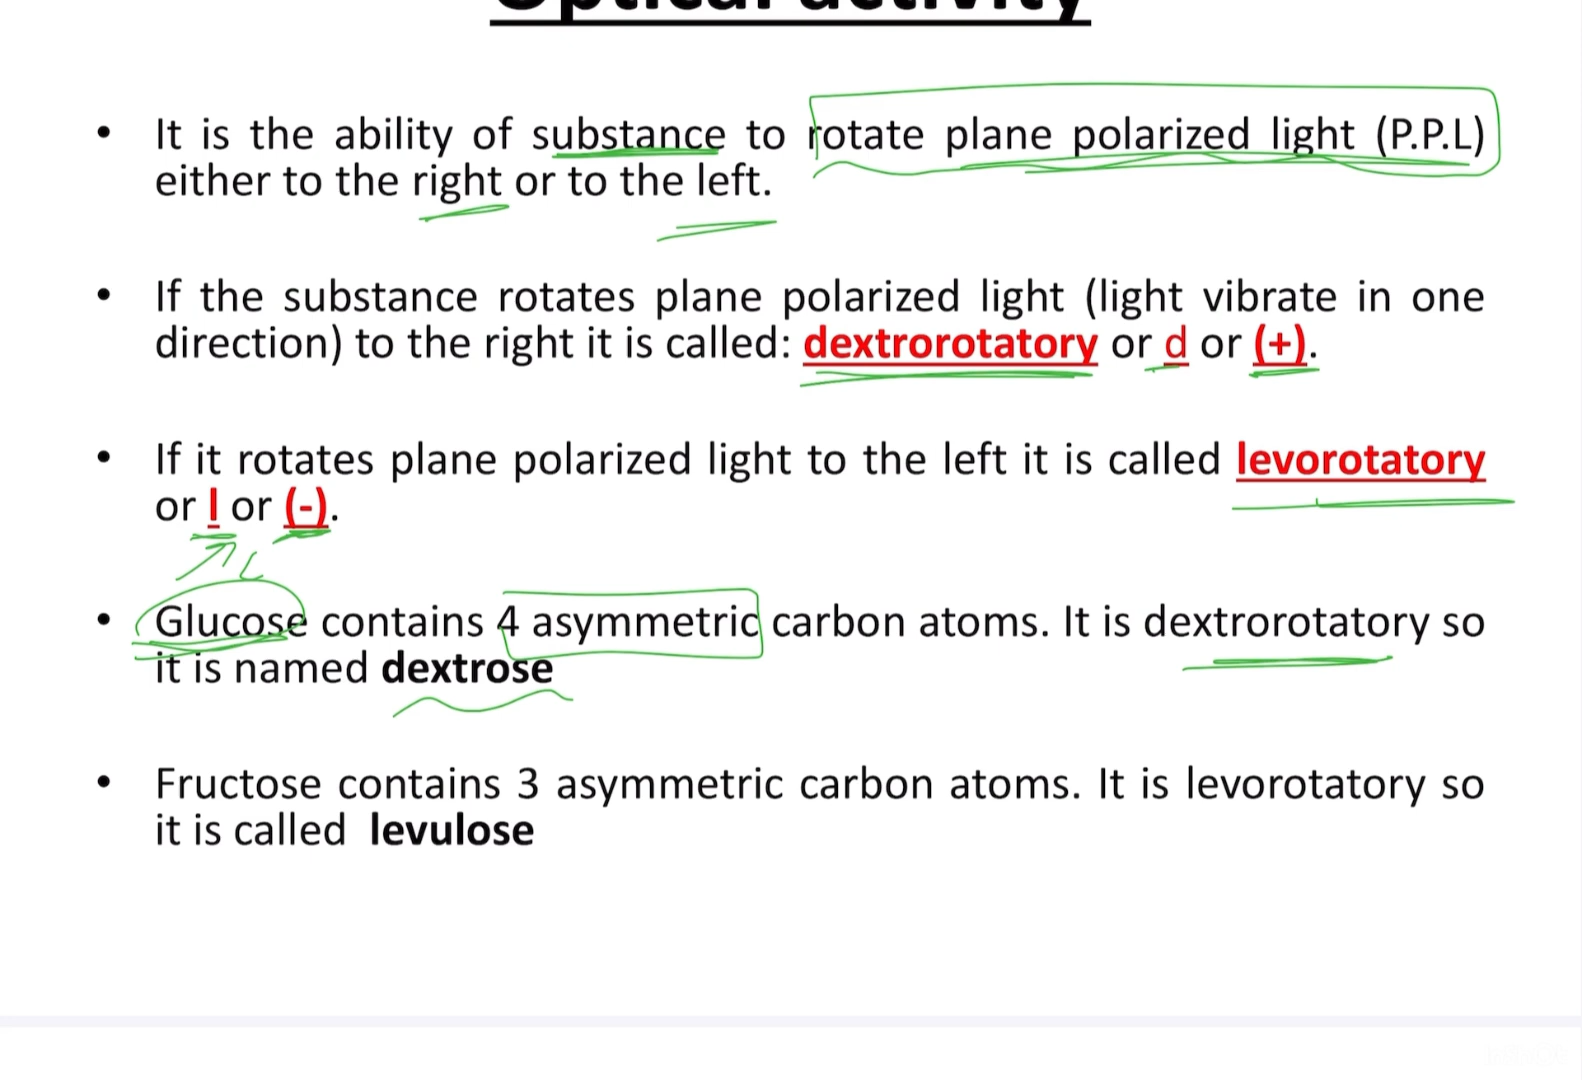 Optical activity
• It is the ability of substance to rotate plane polarized light (P.P.L)
either to the right or to the left.
• If the substance rotates plane polarized light (light vibrate in one
direction) to the right it is called: dextrorotatory or d or (+).
• If it rotates plane polarized light to the left it is called levorotatory
or l or (-).
• Glucose contains 4 asymmetric carbon atoms. It is dextrorotatory so
it is named dextrose
• Fructose contains 3 asymmetric carbon atoms. It is levorotatory so
it is called levulose